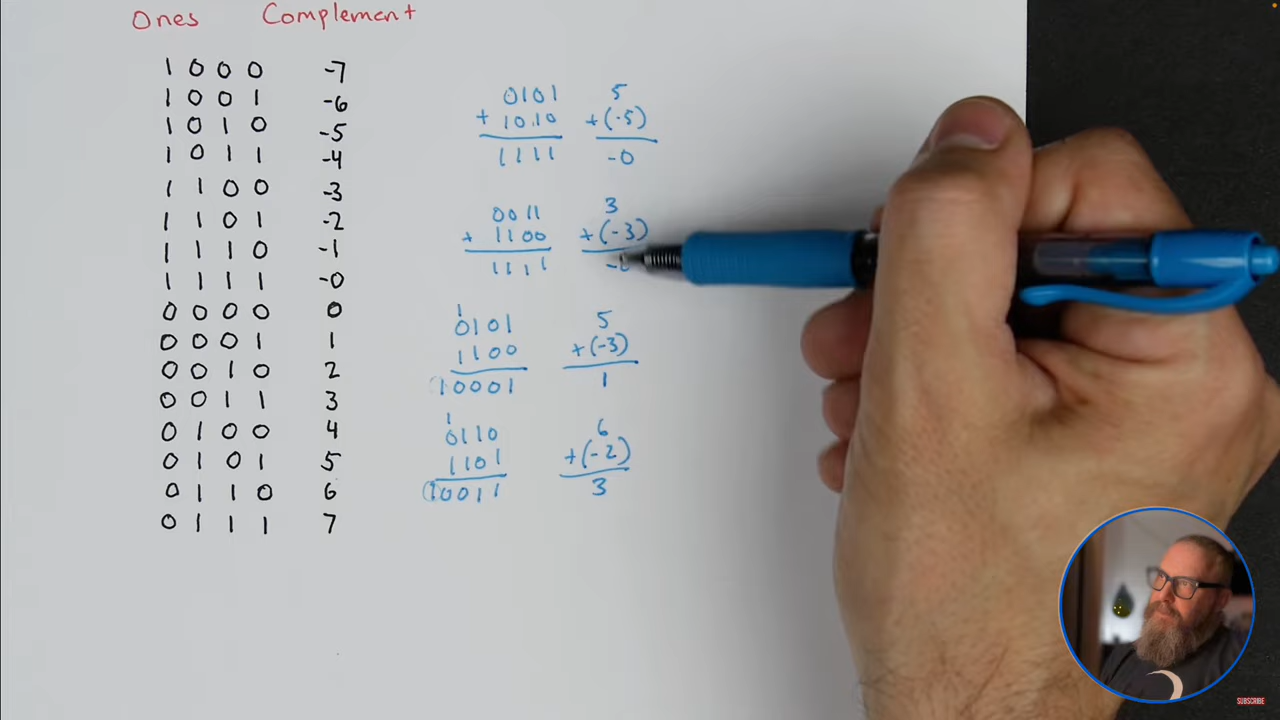 Ones Complement
1 0 0 0 -7
1 0 0 1 -6
1 0 1 0 -5
1 0 1 1 -4
1 1 0 0 -3
1 1 0 1 -2
1 1 1 0 -1
1 1 1 1 -0
0 0 0 0 0
0 0 0 1 1
0 0 1 0 2
0 0 1 1 3
0 1 0 0 4
0 1 0 1 5
0 1 1 0 6
0 1 1 1 7
0101 5
+ 1010 +(-5)
1111 -0
0011 3
+ 1100 +(-3)
1111
1
0101 5
1100 +(-3)
10001 1
1
0110 6
1101 +(-2)
10011 3
SUBSCRIBE